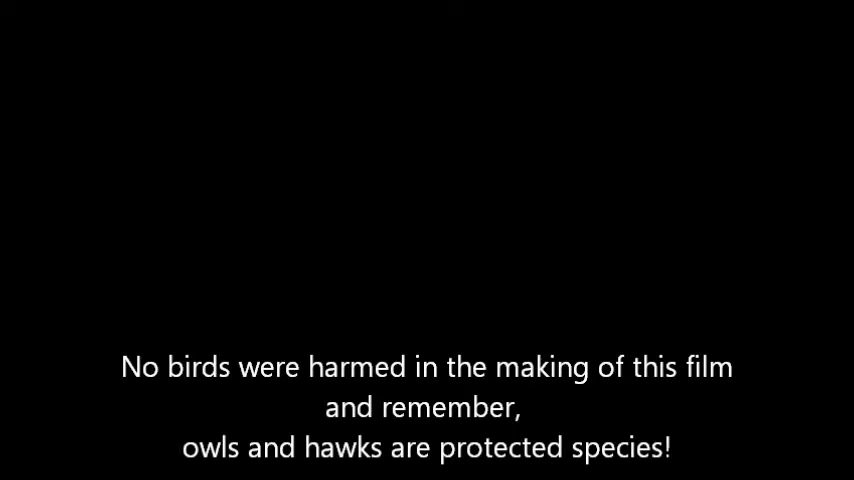 No birds were harmed in the making of this film
and remember,
owls and hawks are protected species!